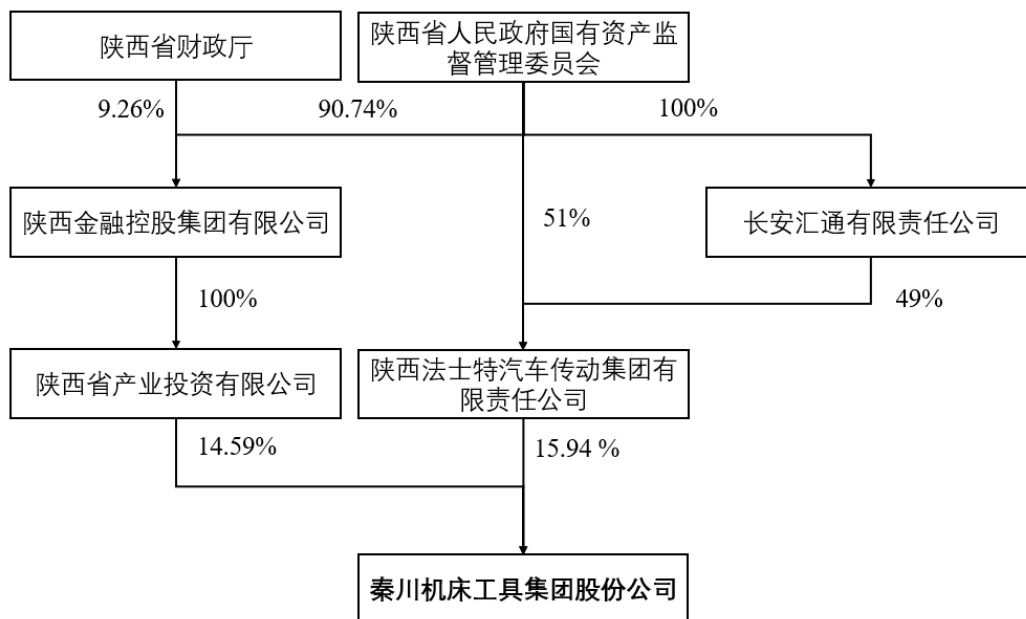 陕西省财政厅
陕西省人民政府国有资产监
督管理委员会
9.26%
90.74%
100%
陕西金融控股集团有限公司
51%
长安汇通有限责任公司
100%
49%
陕西省产业投资有限公司
陕西法士特汽车传动集团有
限责任公司
14.59%
15.94 %
秦川机床工具集团股份公司